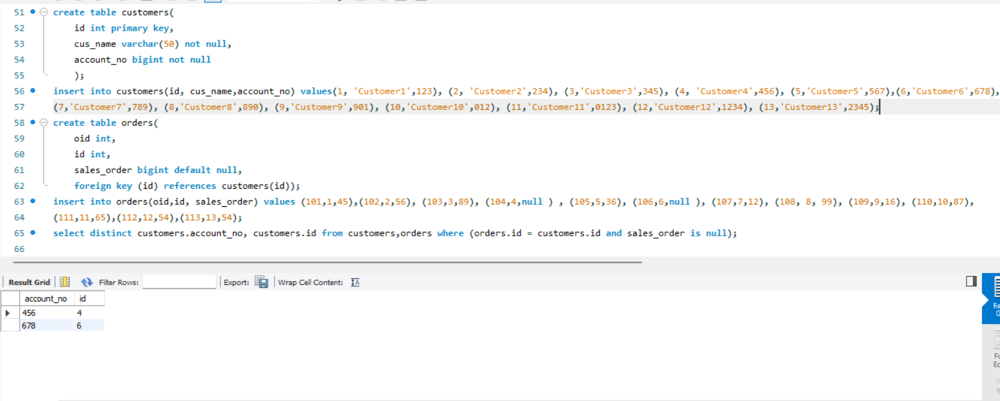 51 create table customers(
52 id int primary key,
53 cus_name varchar(50) not null,
54 account_no bigint not null
55 );
56 insert into customers(id, cus_name,account_no) values(1, 'Customer1',123), (2, 'Customer2',234), (3,'Customer3',345), (4, 'Customer4',456), (5,'Customer5',567),(6,'Customer6',678),
57 (7,'Customer7',789), (8,'Customer8',890), (9,'Customer9',901), (10,'Customer10',012), (11,'Customer11',0123), (12,'Customer12',1234), (13,'Customer13',2345);
58 create table orders(
59 oid int,
60 id int,
61 sales_order bigint default null,
62 foreign key (id) references customers(id));
63 insert into orders(oid,id, sales_order) values (101,1,45),(102,2,56), (103,3,89), (104,4,null ) , (105,5,36), (106,6,null ), (107,7,12), (108, 8, 99), (109,9,16), (110,10,87),
64 (111,11,65),(112,12,54),(113,13,54);
65 select distinct customers.account_no, customers.id from customers,orders where (orders.id = customers.id and sales_order is null);
66
Result Grid Filter Rows: Export: Wrap Cell Content:
account_no id
456 4
678 6